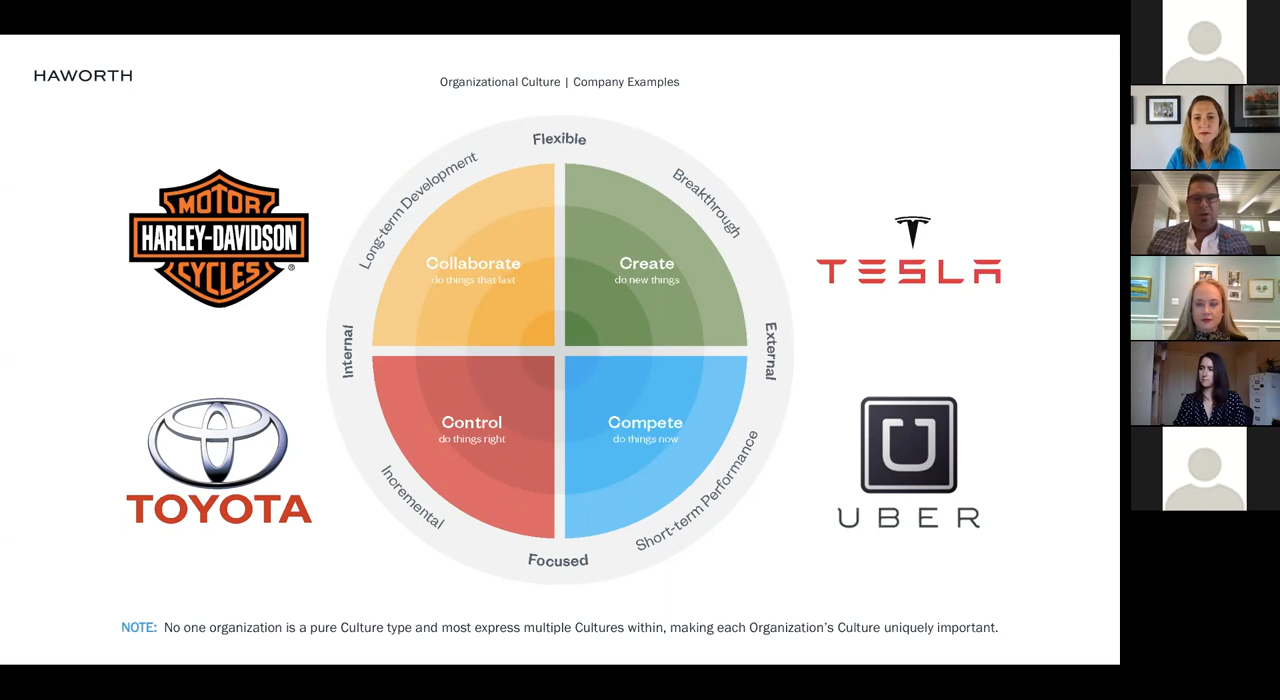 HAWORTH
Organizational Culture | Company Examples
MOTOR
HARLEY-DAVIDSON
CYCLES
®
TOYOTA
Flexible
Long-term Development
Breakthrough
Collaborate
do things that last
Create
do new things
Internal
External
Control
do things right
Compete
do things now
Incremental
Short-term Performance
Focused
TESLA
UBER
NOTE: No one organization is a pure Culture type and most express multiple Cultures within, making each Organization's Culture uniquely important.